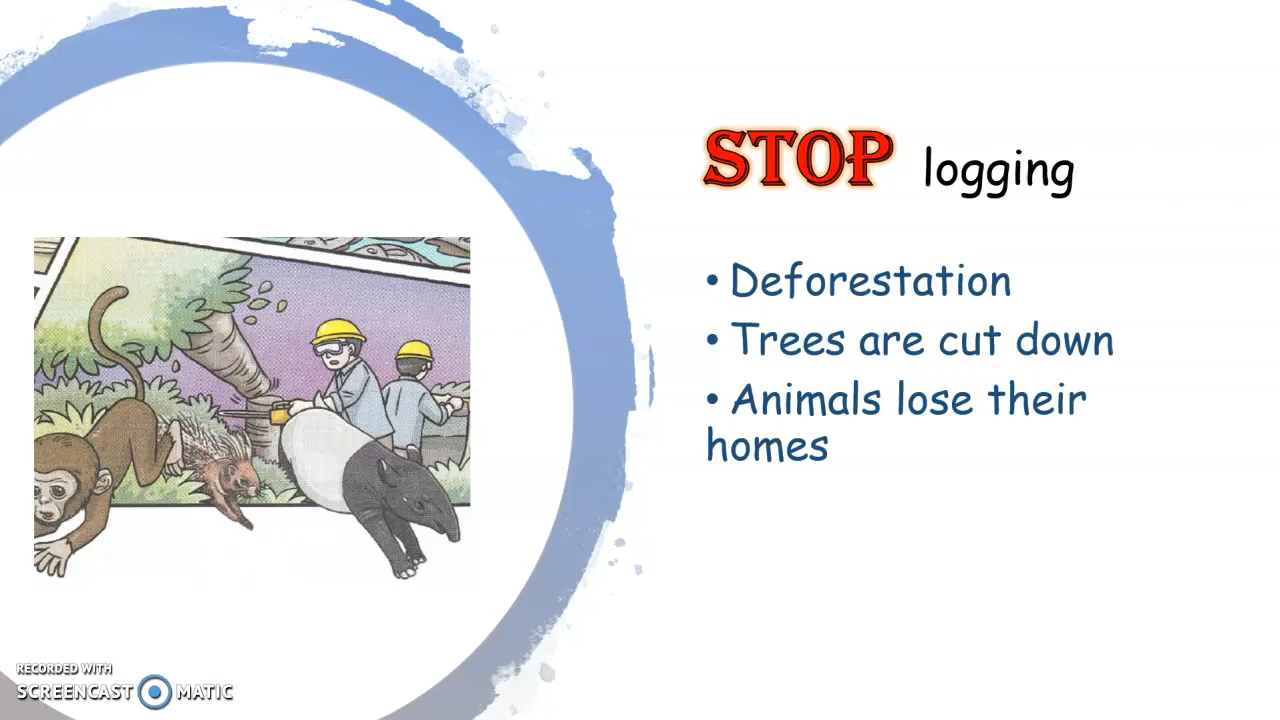 STOP logging
• Deforestation
• Trees are cut down
• Animals lose their
homes
RECORDED WITH
SCREENCAST MATIC